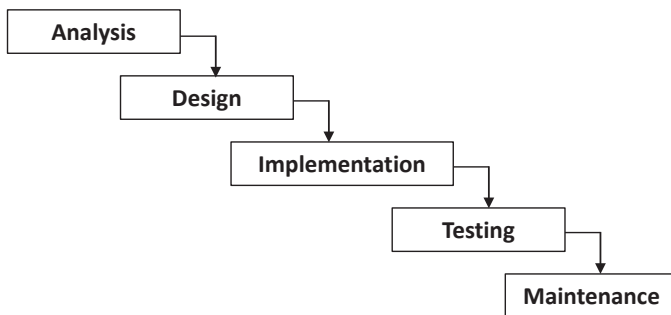 Analysis
Design
Implementation
Testing
Maintenance